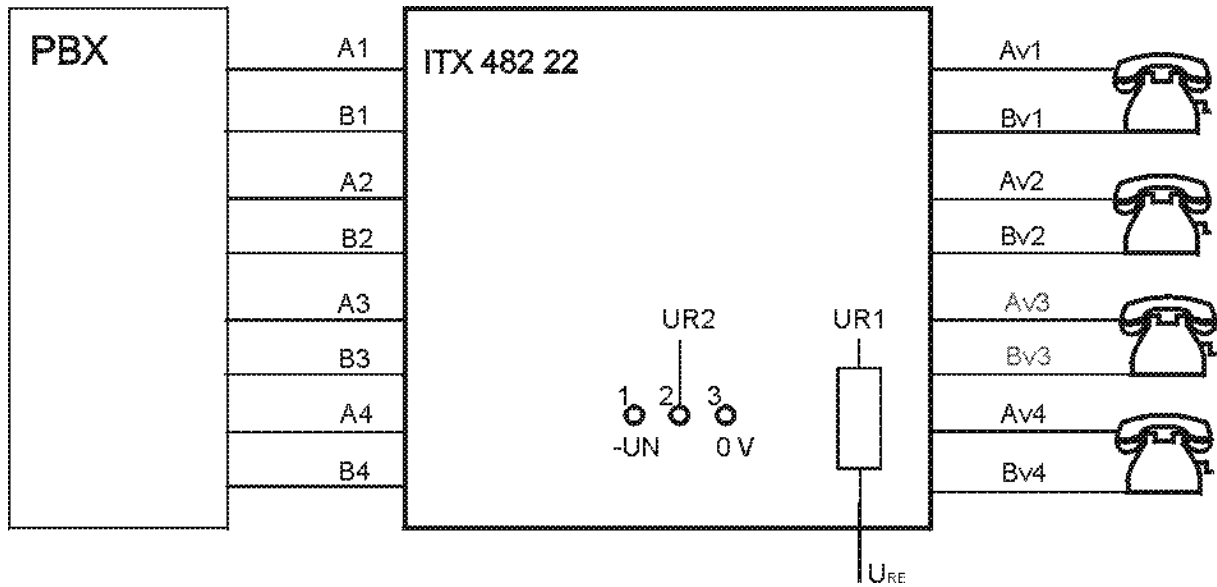 PBX
A1
B1
A2
B2
A3
B3
A4
B4
ITX 482 22
UR2
UR1
1 2 3
-UN 0 V
URE
Av1
Bv1
Av2
Bv2
Av3
Bv3
Av4
Bv4